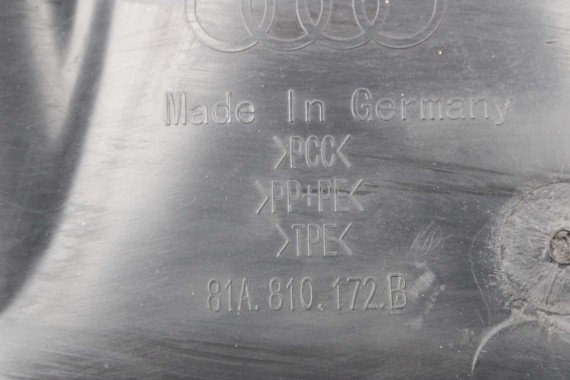 Made In Germany
>PCC<
>PP+PE<
>TPE<
81A.810.172.B